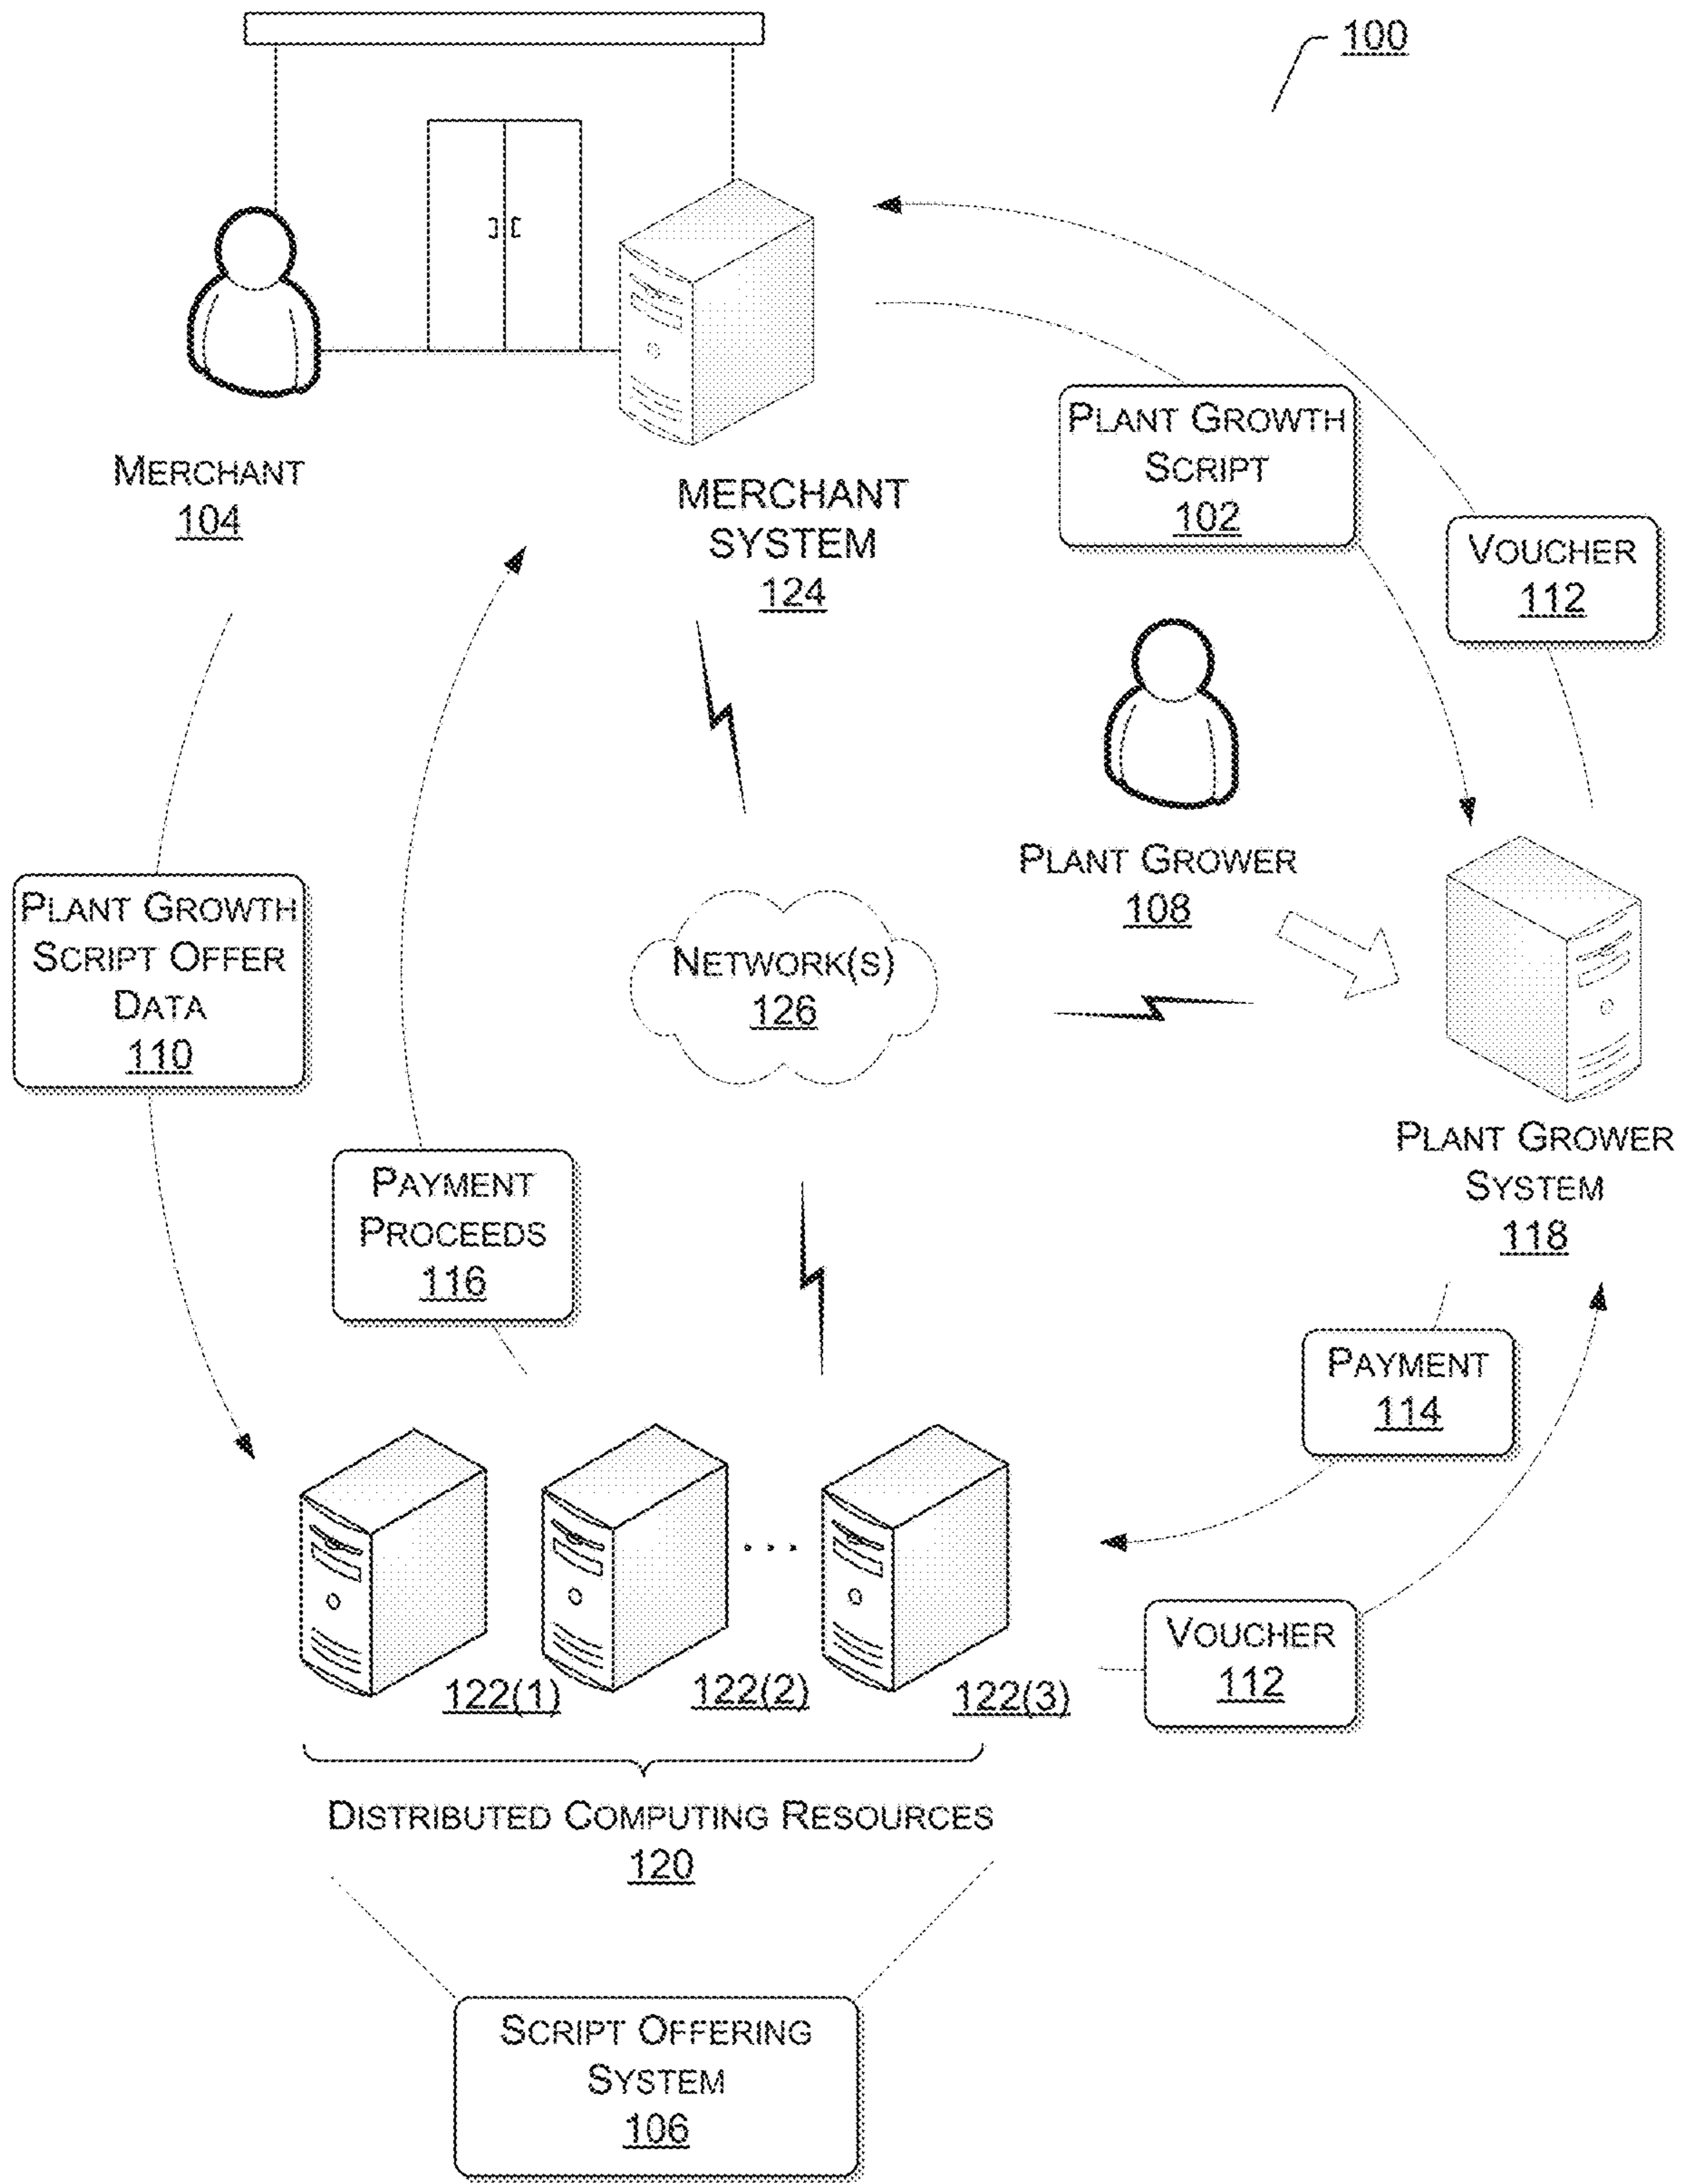 100
MERCHANT
104
MERCHANT
SYSTEM
124
PLANT GROWTH
SCRIPT
102
VOUCHER
112
PLANT GROWER
108
PLANT GROWTH
SCRIPT OFFER
DATA
110
NETWORK(S)
126
PLANT GROWER
SYSTEM
118
PAYMENT
PROCEEDS
116
PAYMENT
114
VOUCHER
112
122(1)
122(2)
122(3)
DISTRIBUTED COMPUTING RESOURCES
120
SCRIPT OFFERING
SYSTEM
106